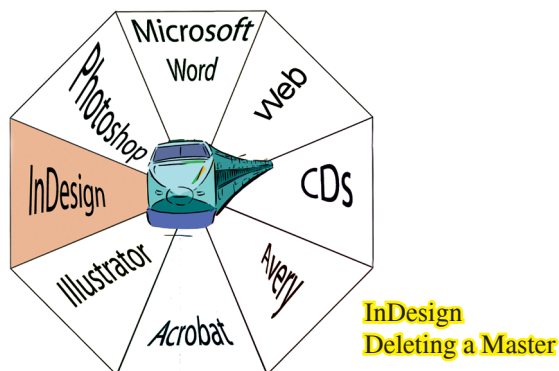 Microsoft
Word
Photoshop
Web
InDesign
CDs
Illustrator
Avery
Acrobat
InDesign
Deleting a Master